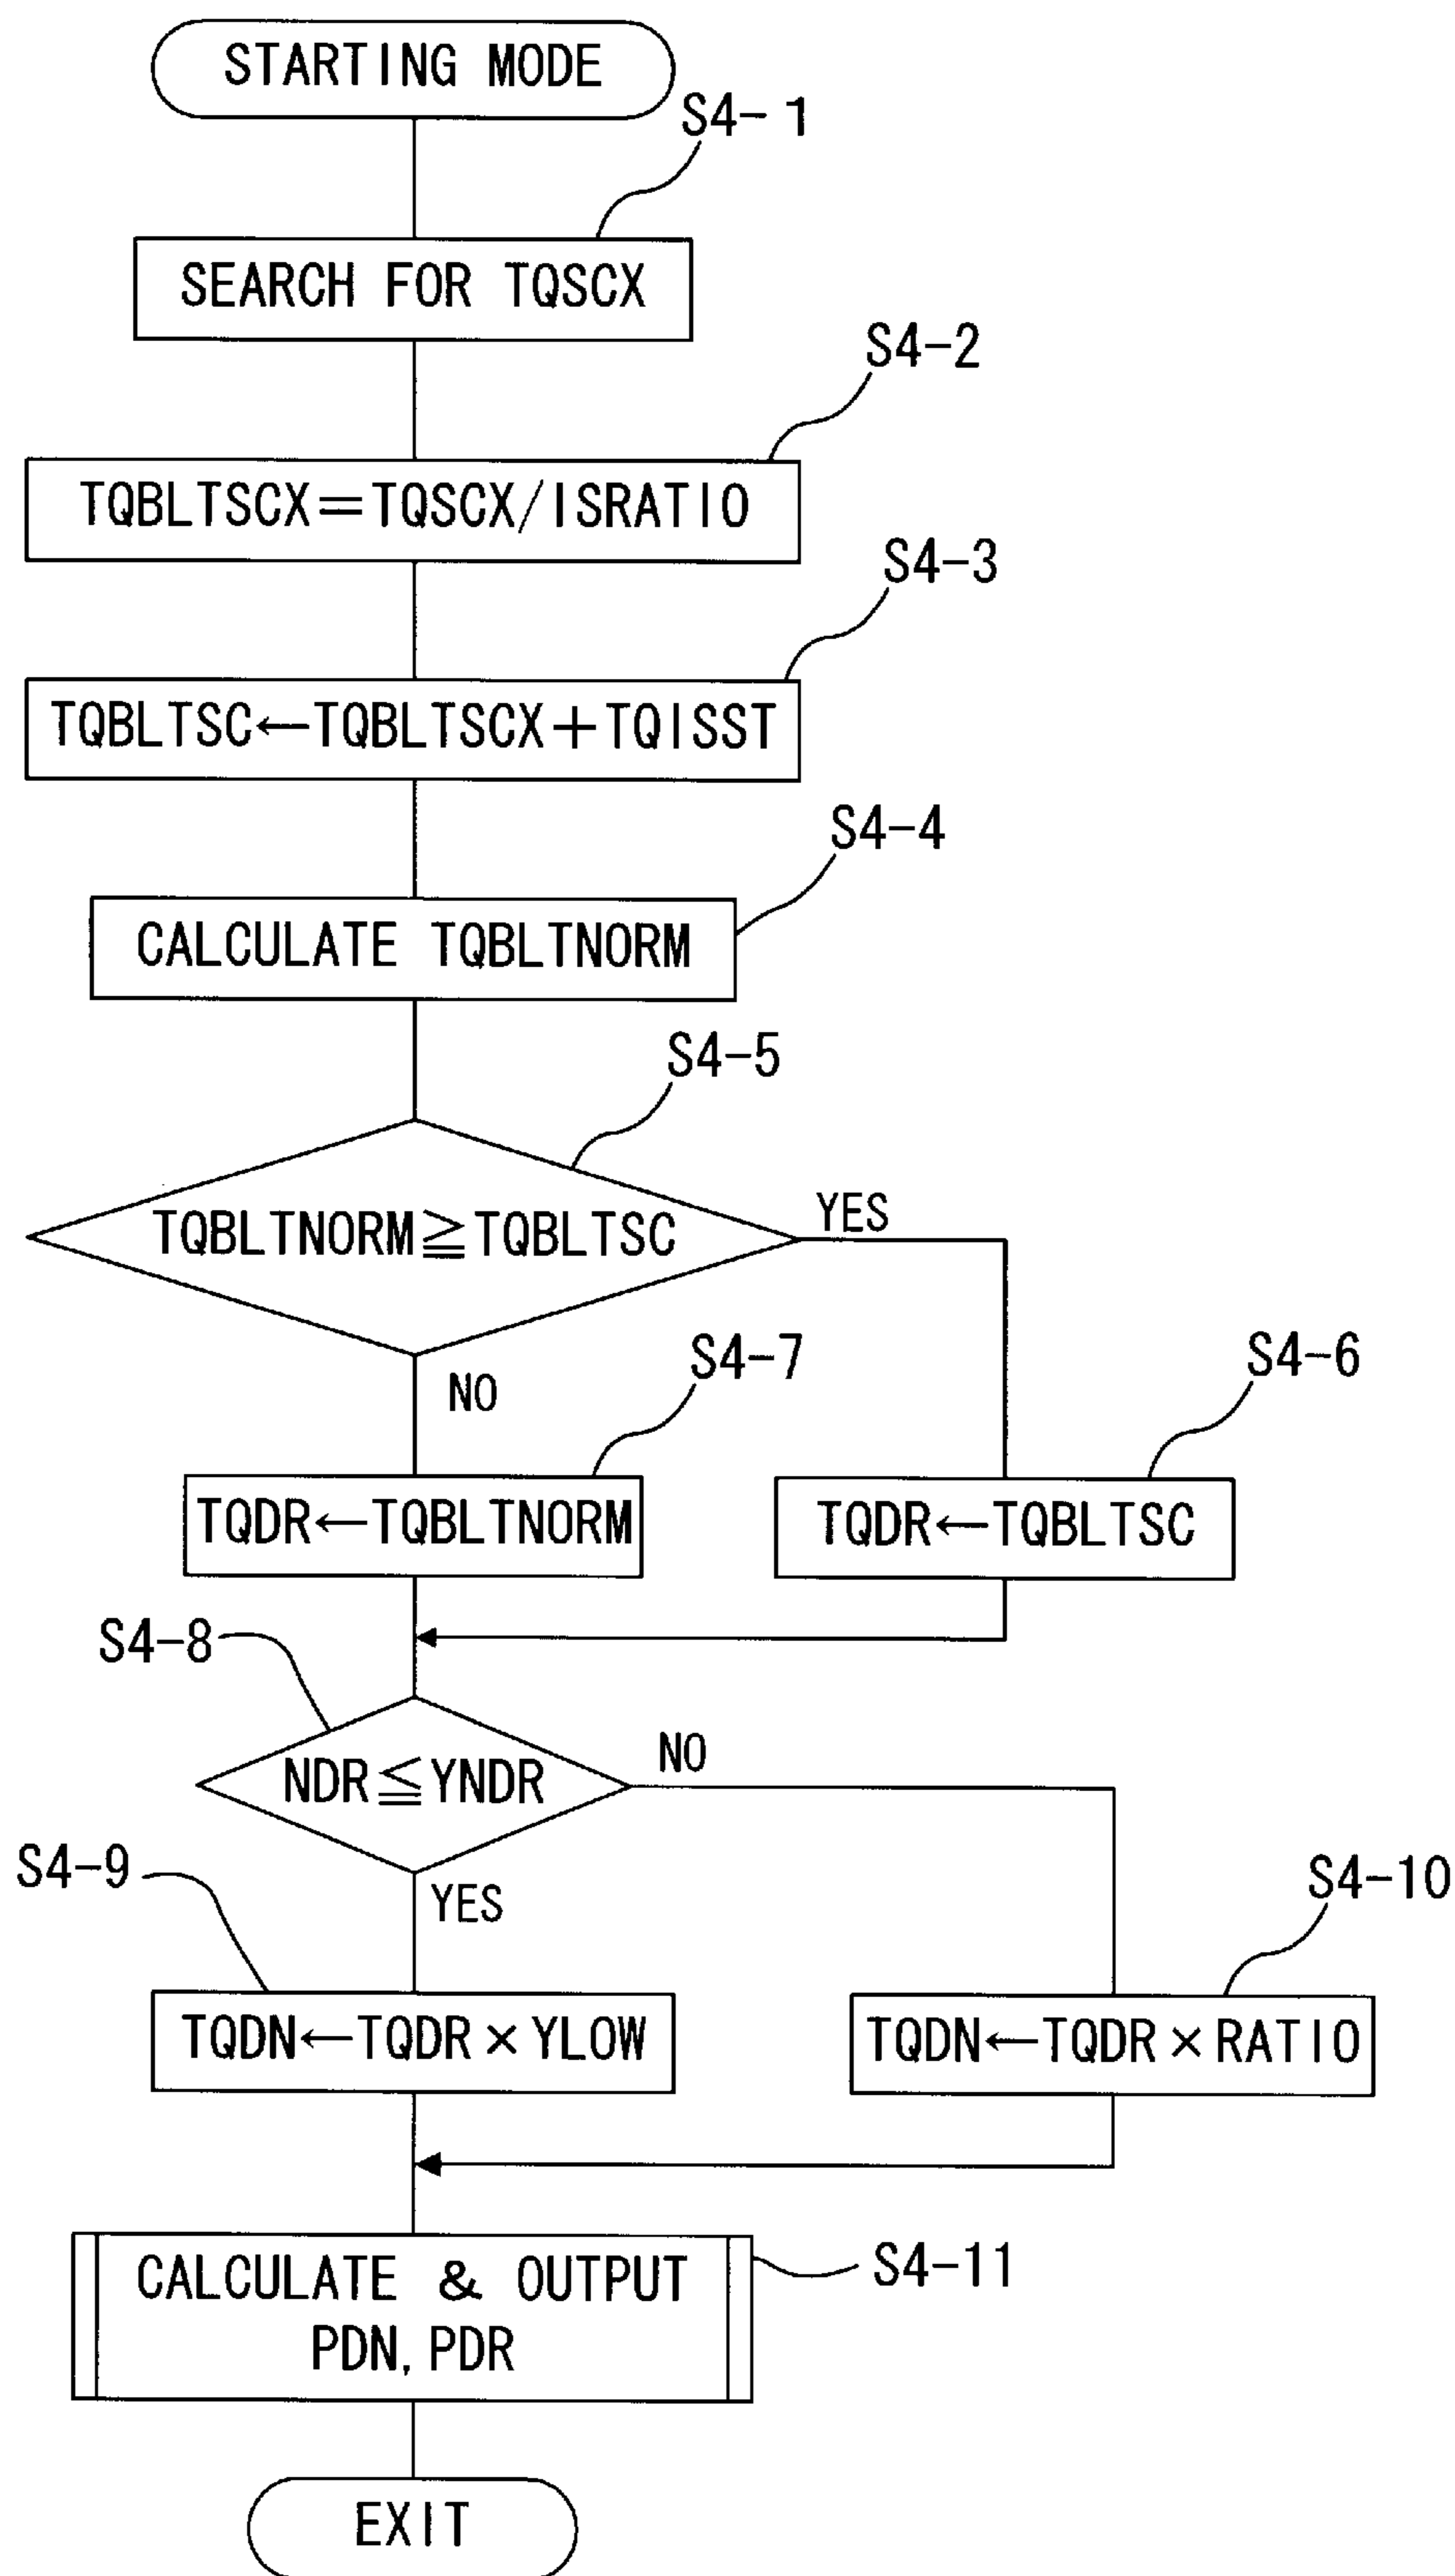 STARTING MODE
S4-1
SEARCH FOR TQSCX
S4-2
TQBLTSCX=TQSCX/ISRATIO
S4-3
TQBLTSC←TQBLTSCX+TQISST
S4-4
CALCULATE TQBLTNORM
S4-5
TQBLTNORM≧TQBLTSC
YES
NO
S4-7
S4-6
TQDR←TQBLTNORM
TQDR←TQBLTSC
S4-8
NDR≦YNDR
NO
YES
S4-9
S4-10
TQDN←TQDR×YLOW
TQDN←TQDR×RATIO
CALCULATE & OUTPUT
PDN, PDR
S4-11
EXIT